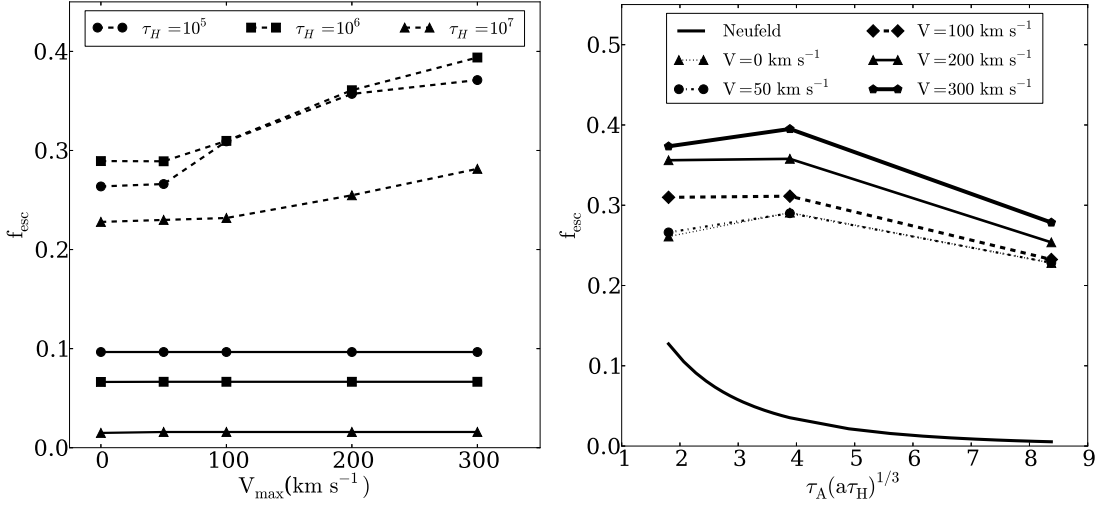 τ_H = 10^5 τ_H = 10^6 τ_H = 10^7
0.4
0.3
0.2
0.1
0.0
f_esc
0 100 200 300
V_max(km s^−1)
Neufeld
V=0 km s^−1
V=50 km s^−1
V=100 km s^−1
V=200 km s^−1
V=300 km s^−1
0.5
0.4
0.3
0.2
0.1
0.0
f_esc
1 2 3 4 5 6 7 8 9
τ_A(aτ_H)^1/3